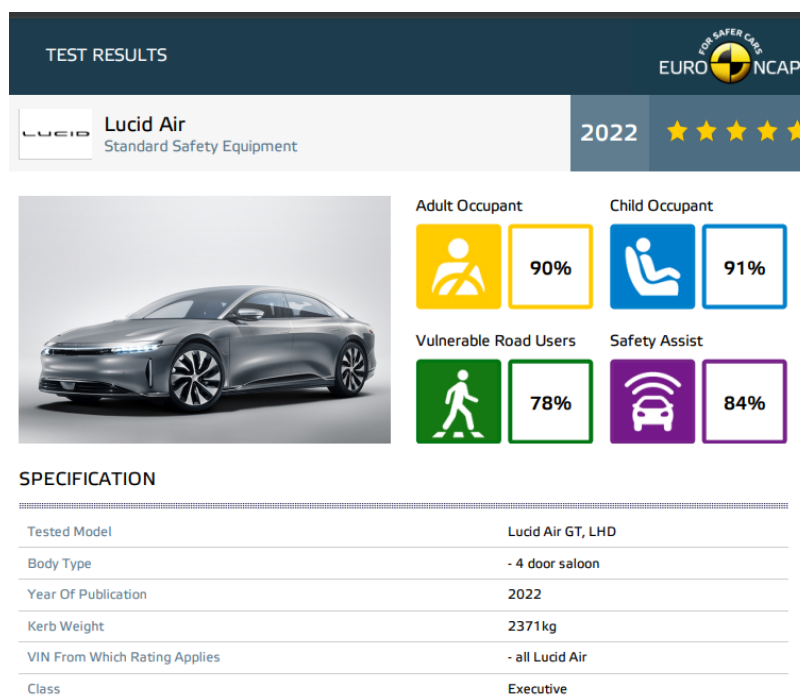 TEST RESULTS
FOR SAFER CARS
EURO NCAP
LUCID
Lucid Air
Standard Safety Equipment
2022
Adult Occupant
Child Occupant
90%
91%
Vulnerable Road Users
Safety Assist
78%
84%
SPECIFICATION
Tested Model Lucid Air GT, LHD
Body Type - 4 door saloon
Year Of Publication 2022
Kerb Weight 2371kg
VIN From Which Rating Applies - all Lucid Air
Class Executive